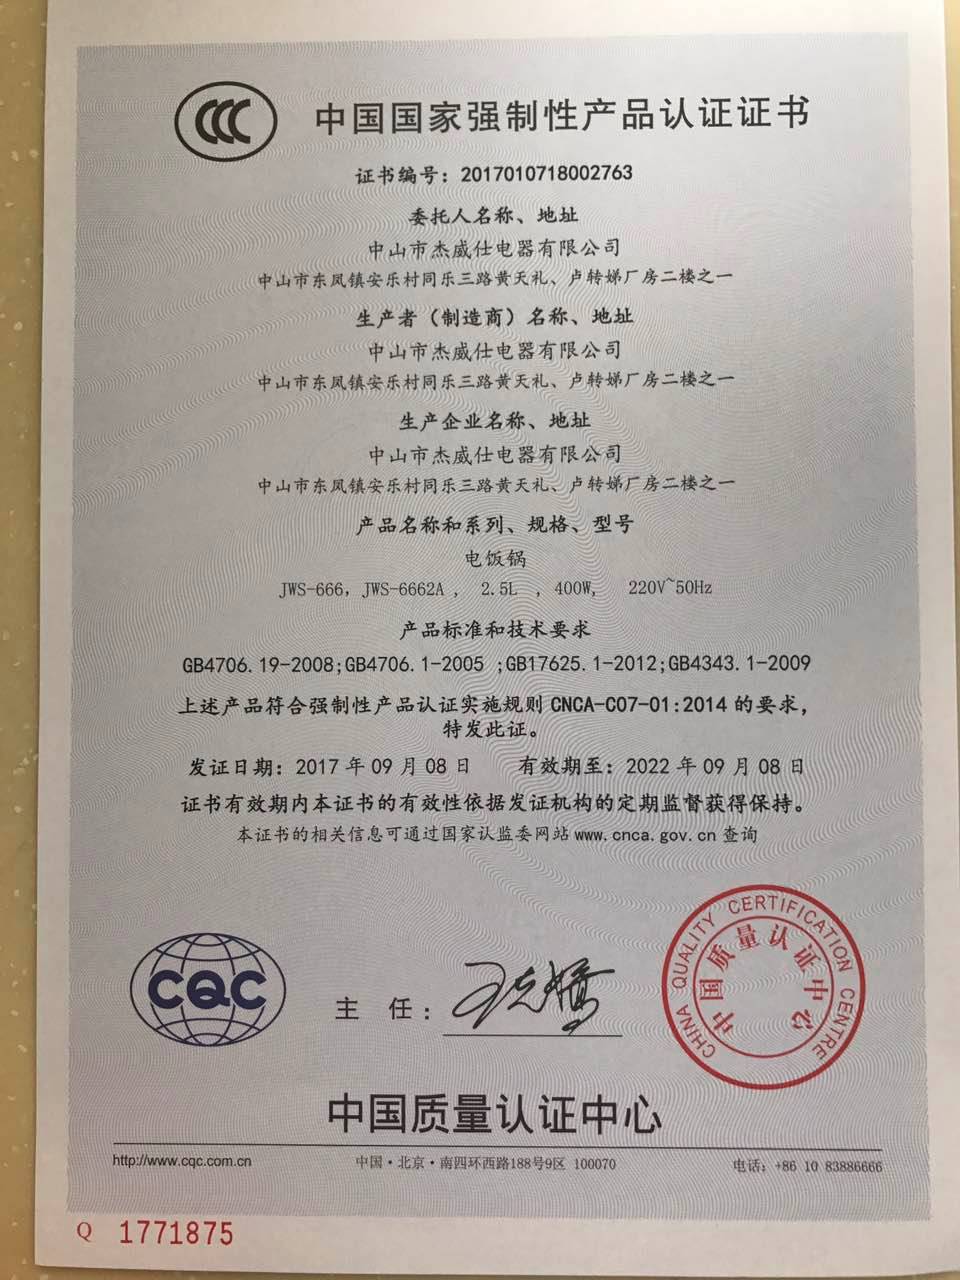 CCC 中国国家强制性产品认证证书
证书编号：2017010718002763
委托人名称、地址
中山市杰威仕电器有限公司
中山市东凤镇安乐村同乐三路黄天礼、卢转娣厂房二楼之一
生产者（制造商）名称、地址
中山市杰威仕电器有限公司
中山市东凤镇安乐村同乐三路黄天礼、卢转娣厂房二楼之一
生产企业名称、地址
中山市杰威仕电器有限公司
中山市东凤镇安乐村同乐三路黄天礼、卢转娣厂房二楼之一
产品名称和系列、规格、型号
电饭锅
JWS-666，JWS-6662A， 2.5L ，400W， 220V~50Hz
产品标准和技术要求
GB4706.19-2008;GB4706.1-2005 ;GB17625.1-2012;GB4343.1-2009
上述产品符合强制性产品认证实施规则 CNCA-C07-01:2014 的要求，
特发此证。
发证日期：2017 年 09 月 08 日 有效期至：2022 年 09 月 08 日
证书有效期内本证书的有效性依据发证机构的定期监督获得保持。
本证书的相关信息可通过国家认监委网站 www.cnca.gov.cn 查询
CQC
主 任：
CHINA QUALITY CERTIFICATION CENTRE
中国质量认证中心
中国质量认证中心
http://www.cqc.com.cn 中国·北京·南四环西路188号9区 100070 电话：+86 10 83886666
Q 1771875